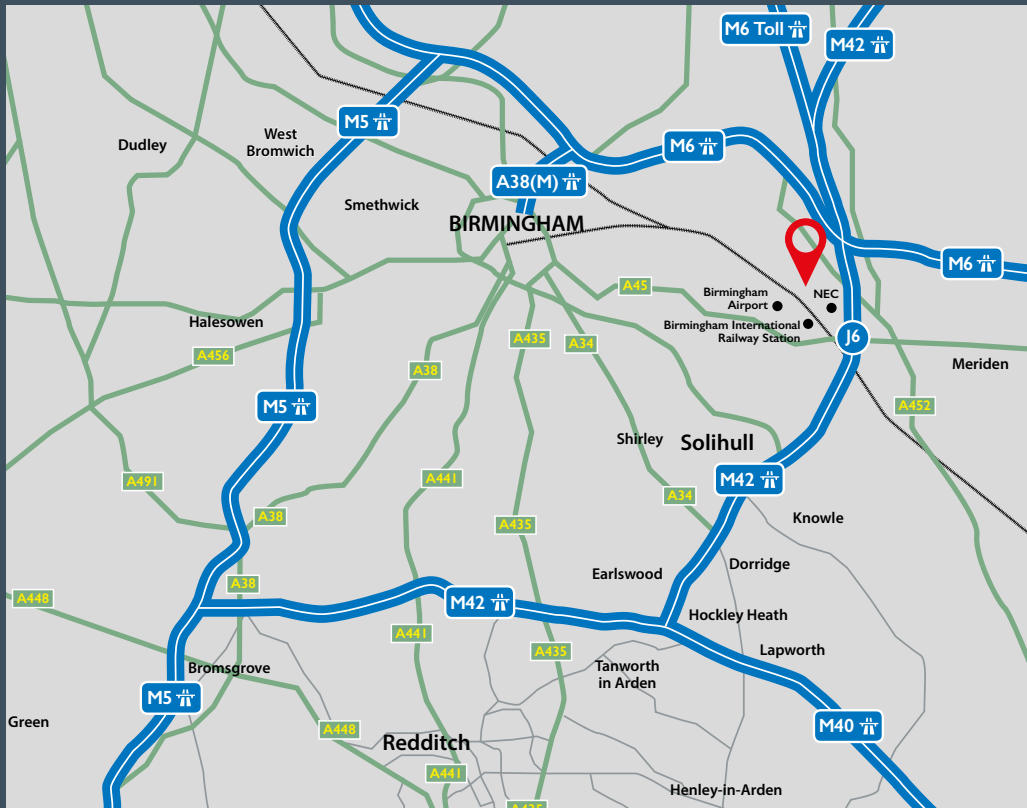 M6 Toll
M42
M5
West
Bromwich
Dudley
M6
A38(M)
Smethwick
BIRMINGHAM
M6
A45
Birmingham
Airport
NEC
Birmingham International
Railway Station
Halesowen
A435
A34
J6
A456
A38
Meriden
M5
A452
Shirley
Solihull
A491
A441
M42
A34
A38
A435
Knowle
Dorridge
Earlswood
A38
A448
M42
Hockley Heath
A441
A435
Lapworth
Bromsgrove
Tanworth
in Arden
M5
Green
A448
M40
Redditch
A441
Henley-in-Arden
A435